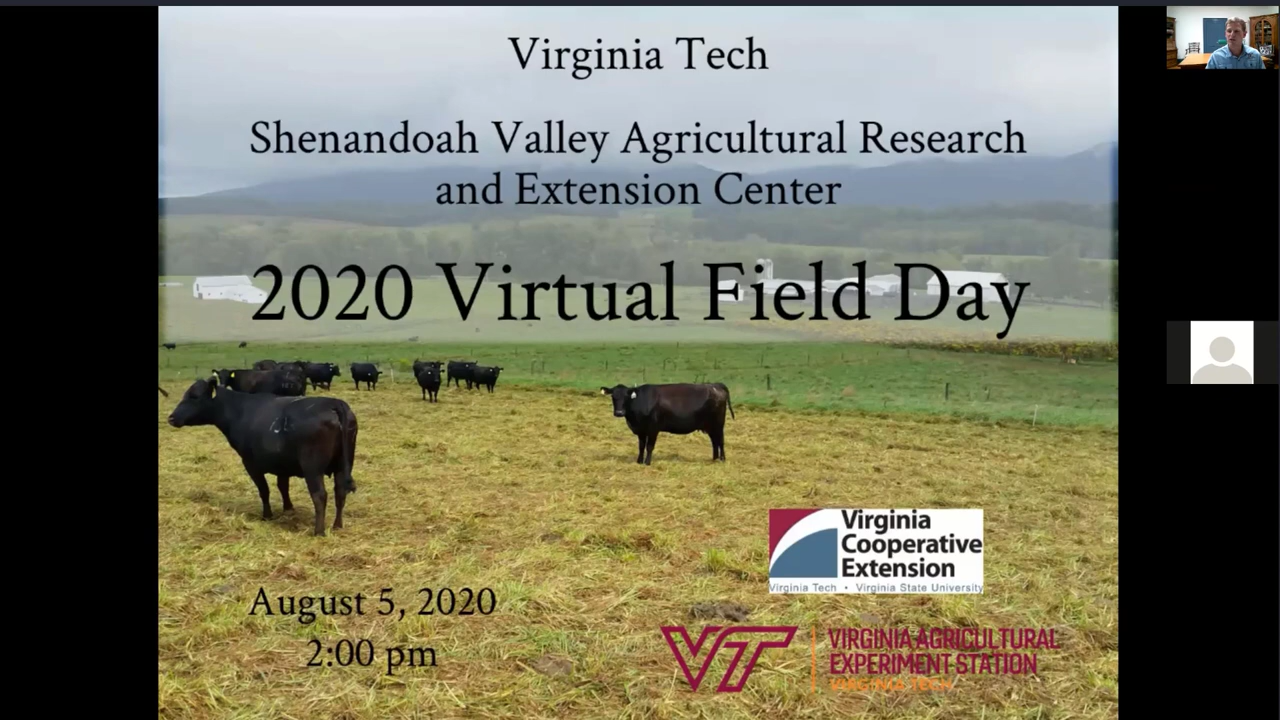 Virginia Tech
Shenandoah Valley Agricultural Research
and Extension Center
2020 Virtual Field Day
Virginia
Cooperative
Extension
Virginia Tech • Virginia State University
August 5, 2020
2:00 pm
VT
VIRGINIA AGRICULTURAL
EXPERIMENT STATION
VIRGINIA TECH